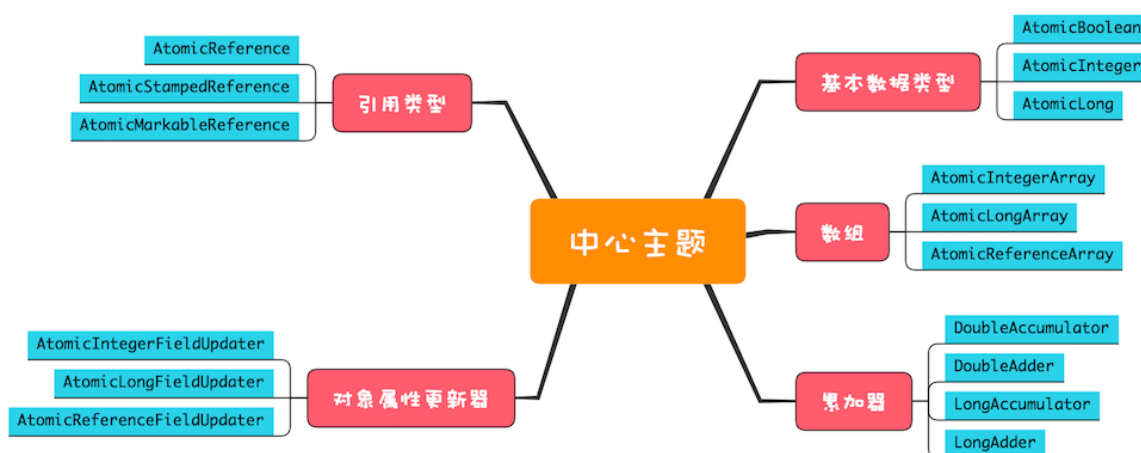 AtomicReference
AtomicStampedReference
AtomicMarkableReference
引用类型
基本数据类型
AtomicBoolean
AtomicInteger
AtomicLong
中心主题
数组
AtomicIntegerArray
AtomicLongArray
AtomicReferenceArray
AtomicIntegerFieldUpdater
AtomicLongFieldUpdater
AtomicReferenceFieldUpdater
对象属性更新器
累加器
DoubleAccumulator
DoubleAdder
LongAccumulator
LongAdder